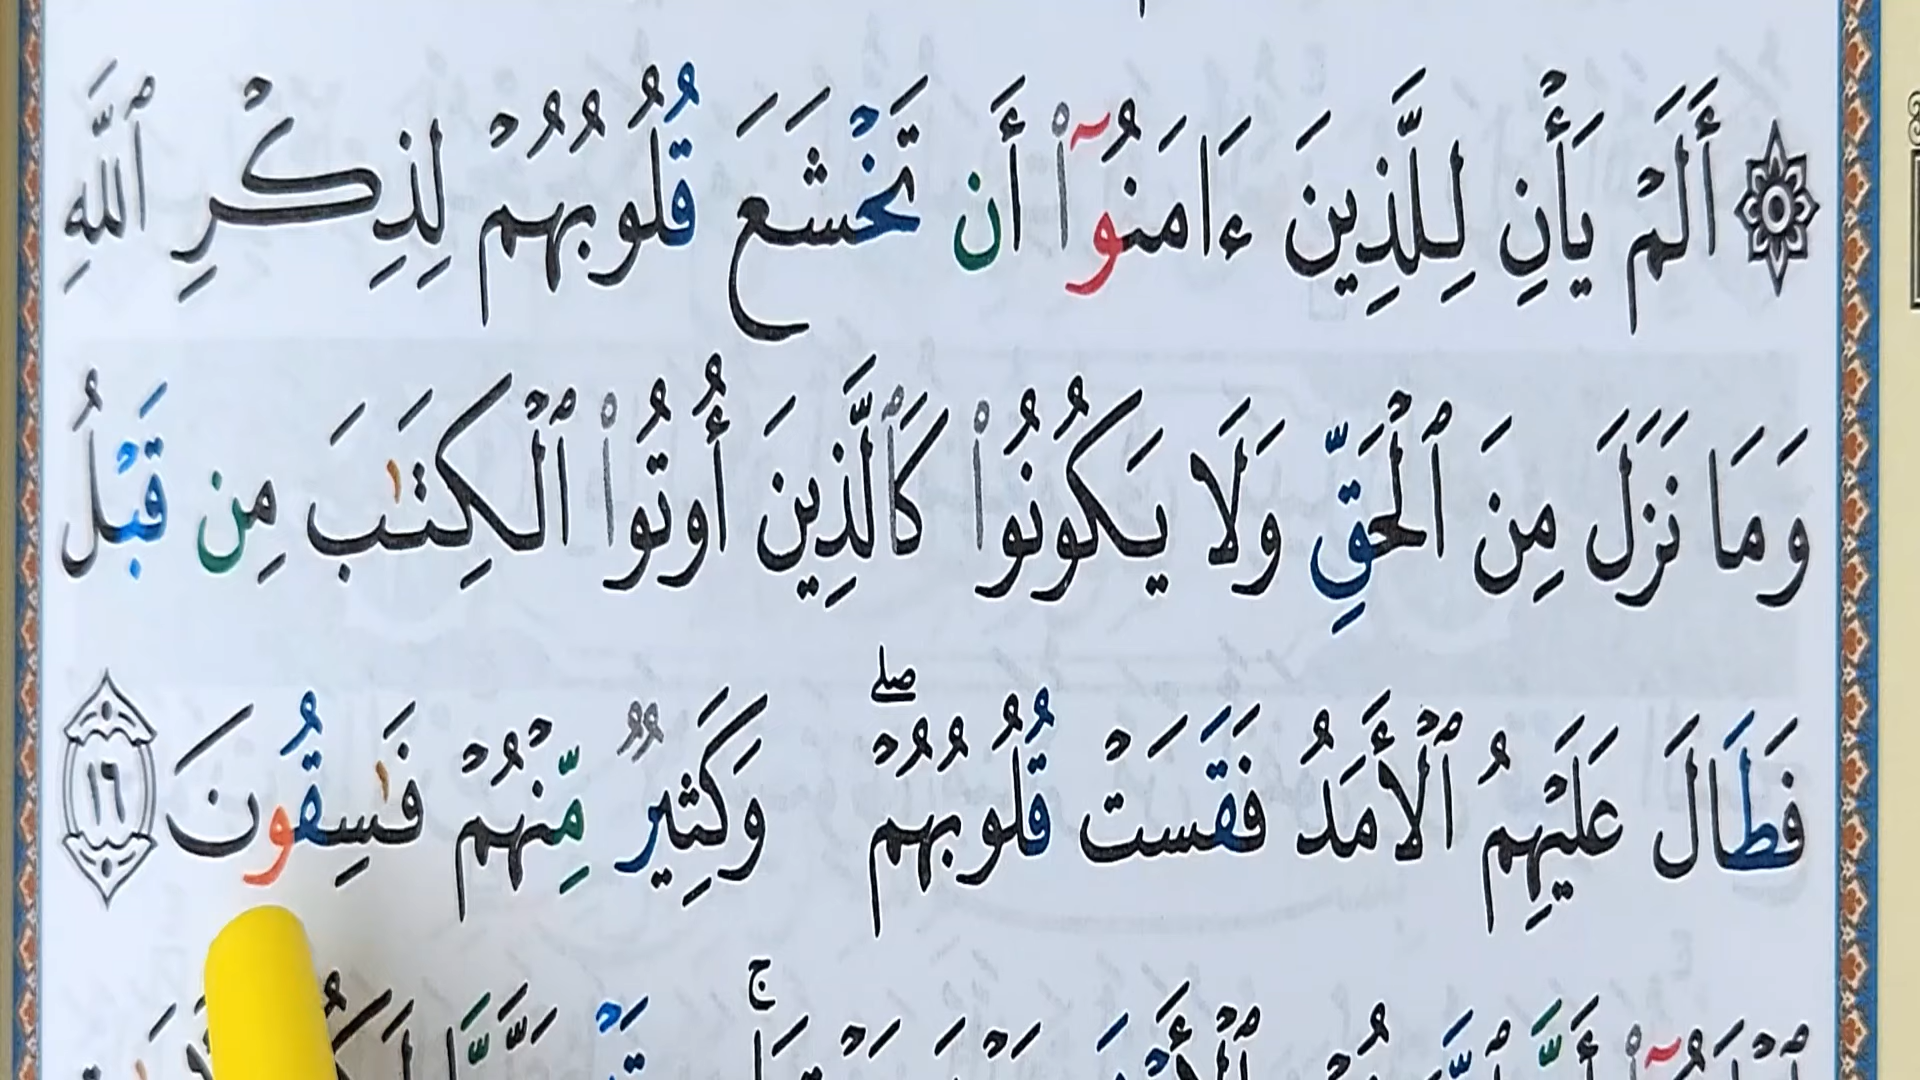 ۞ أَلَمْ يَأْنِ لِلَّذِينَ ءَامَنُوٓا۟ أَن تَخْشَعَ قُلُوبُهُمْ لِذِكْرِ ٱللَّهِ
وَمَا نَزَلَ مِنَ ٱلْحَقِّ وَلَا يَكُونُوا۟ كَٱلَّذِينَ أُوتُوا۟ ٱلْكِتَـٰبَ مِن قَبْلُ
فَطَالَ عَلَيْهِمُ ٱلْأَمَدُ فَقَسَتْ قُلُوبُهُمْ ۖ وَكَثِيرٌ مِّنْهُمْ فَـٰسِقُونَ ١٦